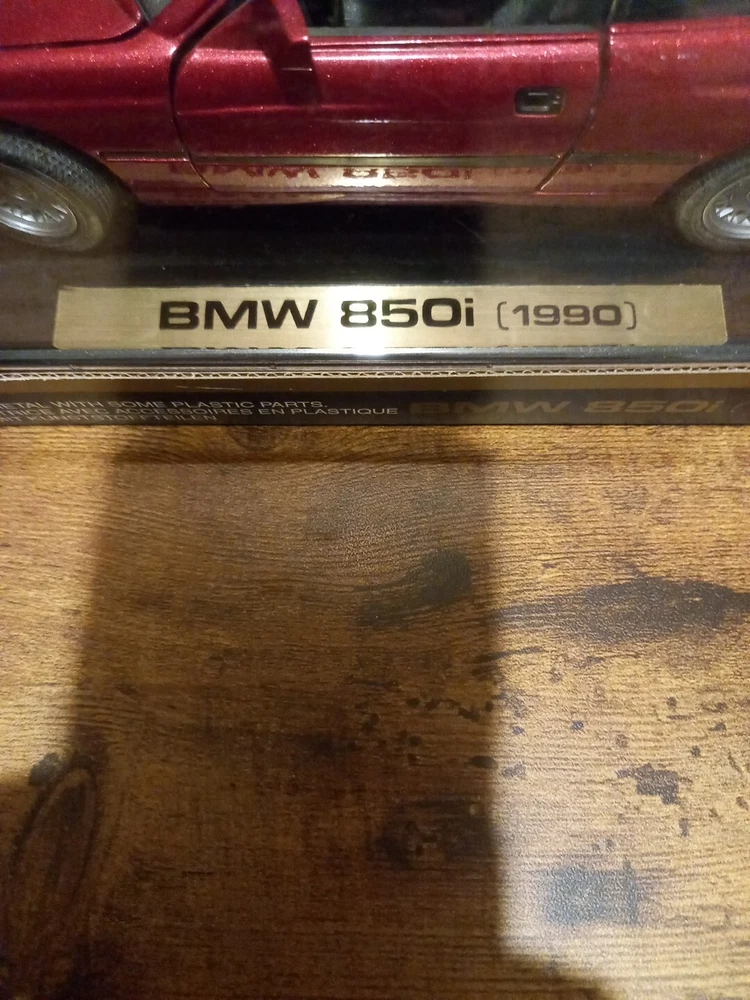 BMW 850i (1990)
WITH SOME PLASTIC PARTS.
AVEC ACCESSOIRES EN PLASTIQUE
BMW 850i